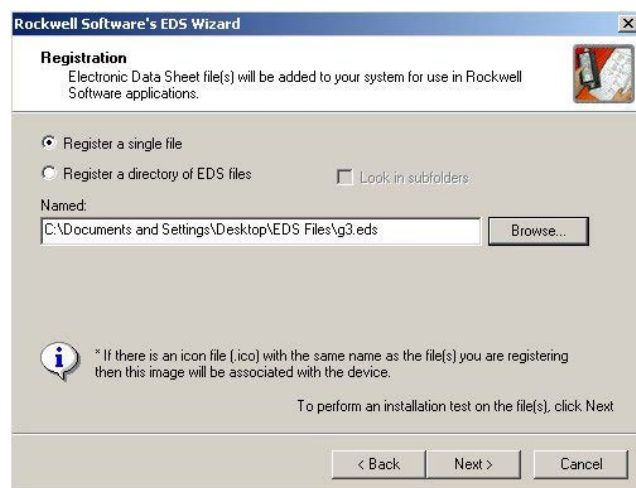 Rockwell Software's EDS Wizard
Registration
Electronic Data Sheet file(s) will be added to your system for use in Rockwell
Software applications.
Register a single file
Register a directory of EDS files
Look in subfolders
Named:
C:\Documents and Settings\Desktop\EDS Files\g3.eds
Browse...
* If there is an icon file (.ico) with the same name as the file(s) you are registering
then this image will be associated with the device.
To perform an installation test on the file(s), click Next
< Back
Next >
Cancel